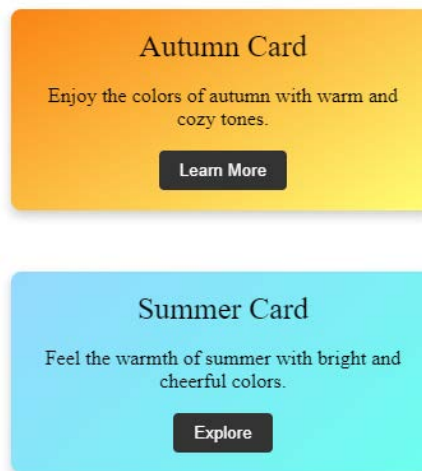 Autumn Card
Enjoy the colors of autumn with warm and
cozy tones.
Learn More
Summer Card
Feel the warmth of summer with bright and
cheerful colors.
Explore